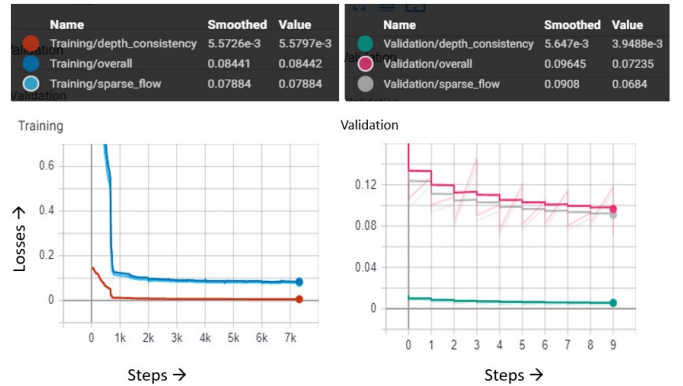 Name Smoothed Value
Training/depth_consistency 5.5726e-3 5.5797e-3
Training/overall 0.08441 0.08442
Training/sparse_flow 0.07884 0.07884
Name Smoothed Value
Validation/depth_consistency 5.647e-3 3.9488e-3
Validation/overall 0.09645 0.07235
Validation/sparse_flow 0.0908 0.0684
Training
Validation
0.6
0.4
0.2
0
0 1k 2k 3k 4k 5k 6k 7k
0.12
0.08
0.04
0
0 1 2 3 4 5 6 7 8 9
Losses →
Steps →
Steps →